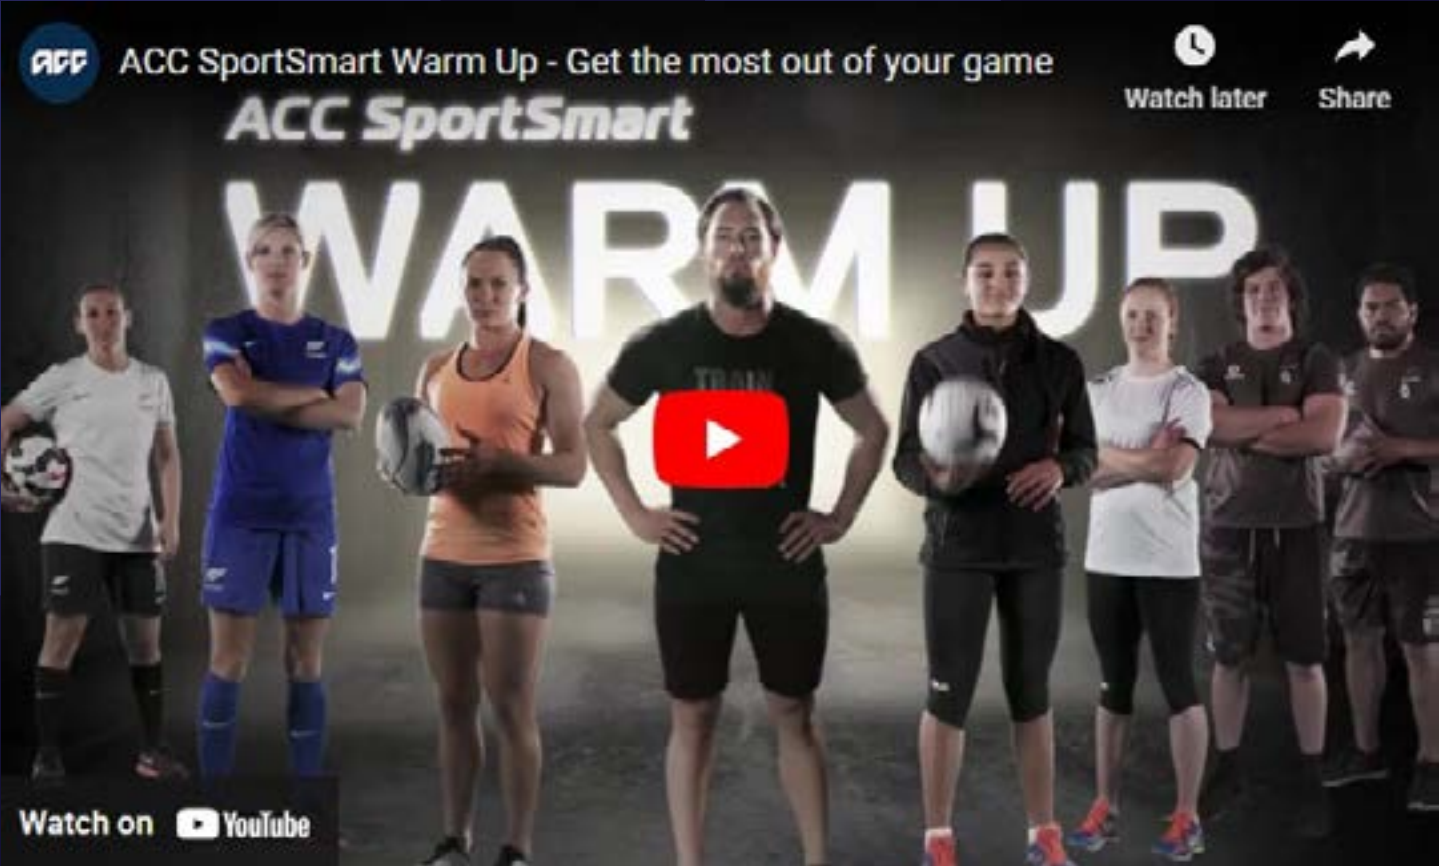 ACC
ACC SportSmart Warm Up - Get the most out of your game
Watch later
Share
ACC SportSmart
WARM UP
TRAIN
Watch on
YouTube